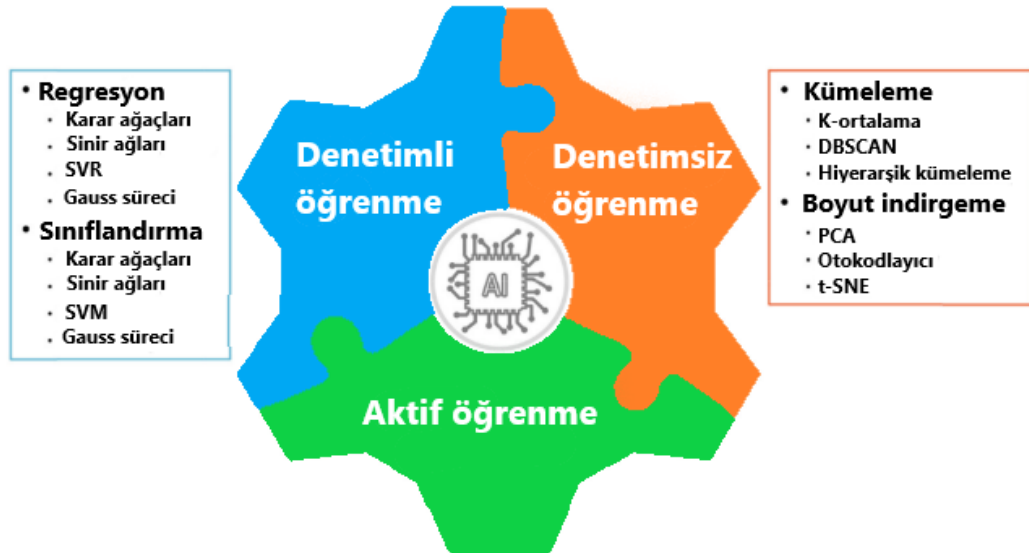 • Regresyon
· Karar ağaçları
· Sinir ağları
· SVR
· Gauss süreci
• Sınıflandırma
· Karar ağaçları
· Sinir ağları
· SVM
· Gauss süreci
Denetimli
öğrenme
Denetimsiz
öğrenme
AI
Aktif öğrenme
• Kümeleme
· K-ortalama
· DBSCAN
· Hiyerarşik kümeleme
• Boyut indirgeme
· PCA
· Otokodlayıcı
· t-SNE